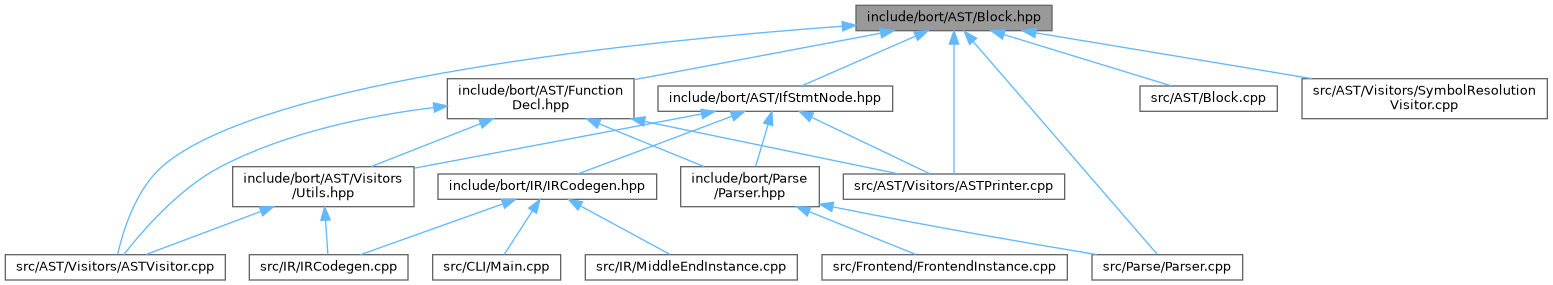 include/bort/AST/Block.hpp
include/bort/AST/Function
Decl.hpp
include/bort/AST/IfStmtNode.hpp
src/AST/Block.cpp
src/AST/Visitors/SymbolResolution
Visitor.cpp
include/bort/AST/Visitors
/Utils.hpp
include/bort/IR/IRCodegen.hpp
include/bort/Parse
/Parser.hpp
src/AST/Visitors/ASTPrinter.cpp
src/AST/Visitors/ASTVisitor.cpp
src/IR/IRCodegen.cpp
src/CLI/Main.cpp
src/IR/MiddleEndInstance.cpp
src/Frontend/FrontendInstance.cpp
src/Parse/Parser.cpp